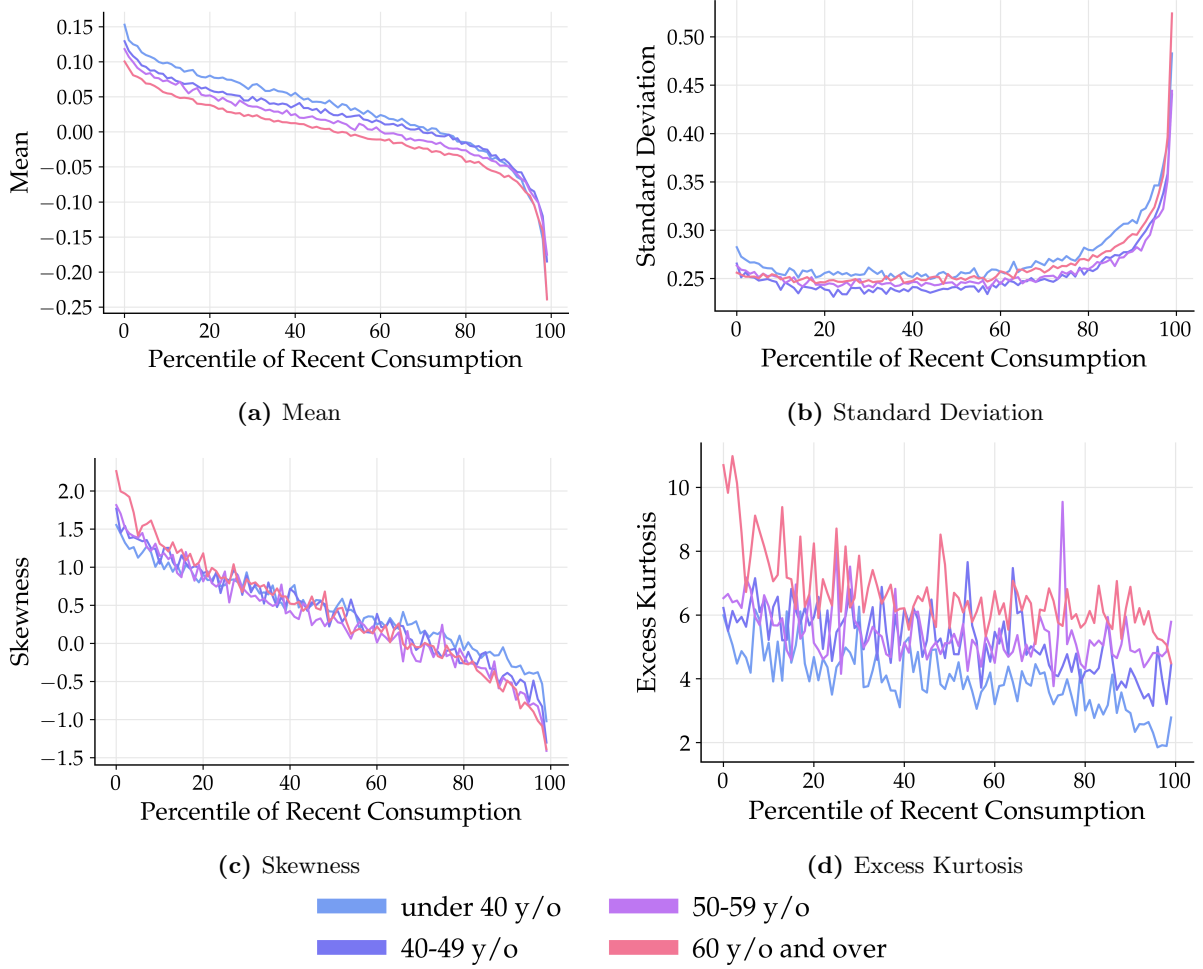 0.15
0.10
0.05
0.00
−0.05
−0.10
−0.15
−0.20
−0.25
Mean
0 20 40 60 80 100
Percentile of Recent Consumption
(a) Mean
0.50
0.45
0.40
0.35
0.30
0.25
Standard Deviation
0 20 40 60 80 100
Percentile of Recent Consumption
(b) Standard Deviation
2.0
1.5
1.0
0.5
0.0
−0.5
−1.0
−1.5
Skewness
0 20 40 60 80 100
Percentile of Recent Consumption
(c) Skewness
10
8
6
4
2
Excess Kurtosis
0 20 40 60 80 100
Percentile of Recent Consumption
(d) Excess Kurtosis
under 40 y/o
40-49 y/o
50-59 y/o
60 y/o and over